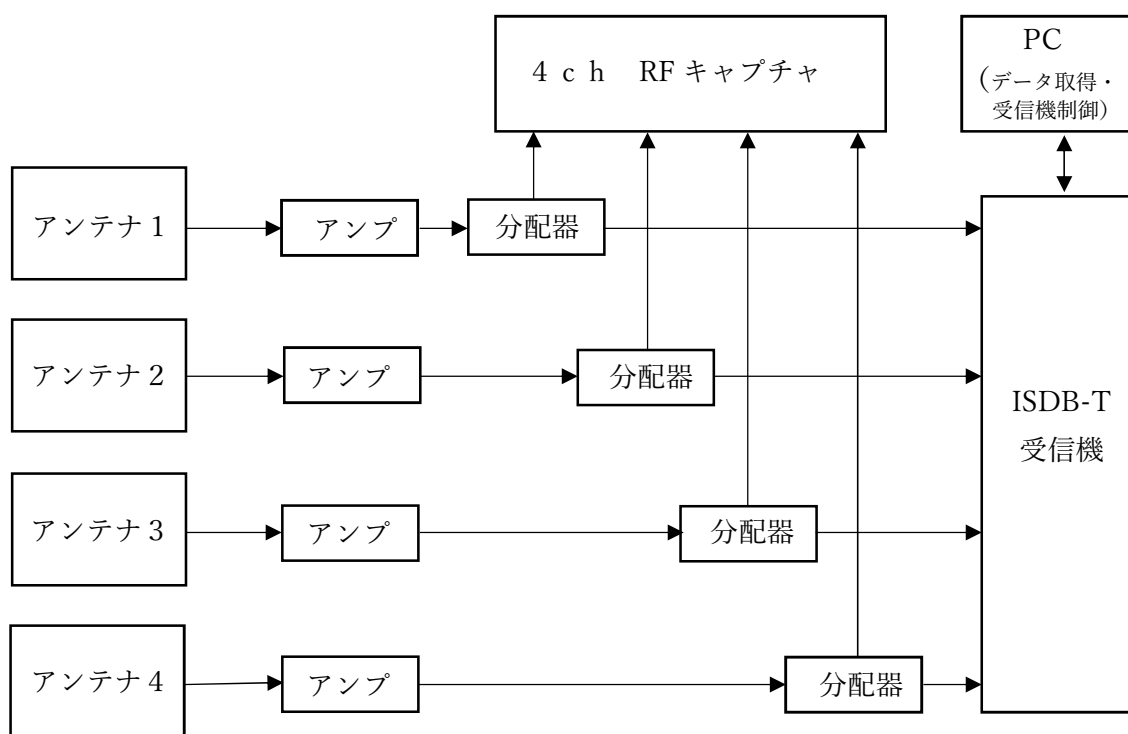 4ch RFキャプチャ
PC
(データ取得・
受信機制御)
アンテナ1
アンプ
分配器
アンテナ2
アンプ
分配器
ISDB-T
受信機
アンテナ3
アンプ
分配器
アンテナ4
アンプ
分配器